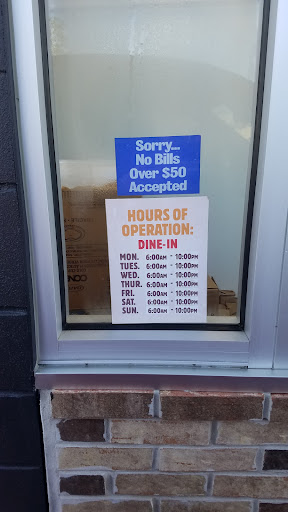 Sorry...
No Bills
Over $50
Accepted
HOURS OF
OPERATION:
DINE-IN
MON. 6:00AM - 10:00PM
TUES. 6:00AM - 10:00PM
WED. 6:00AM - 10:00PM
THUR. 6:00AM - 10:00PM
FRI. 6:00AM - 10:00PM
SAT. 6:00AM - 10:00PM
SUN. 6:00AM - 10:00PM